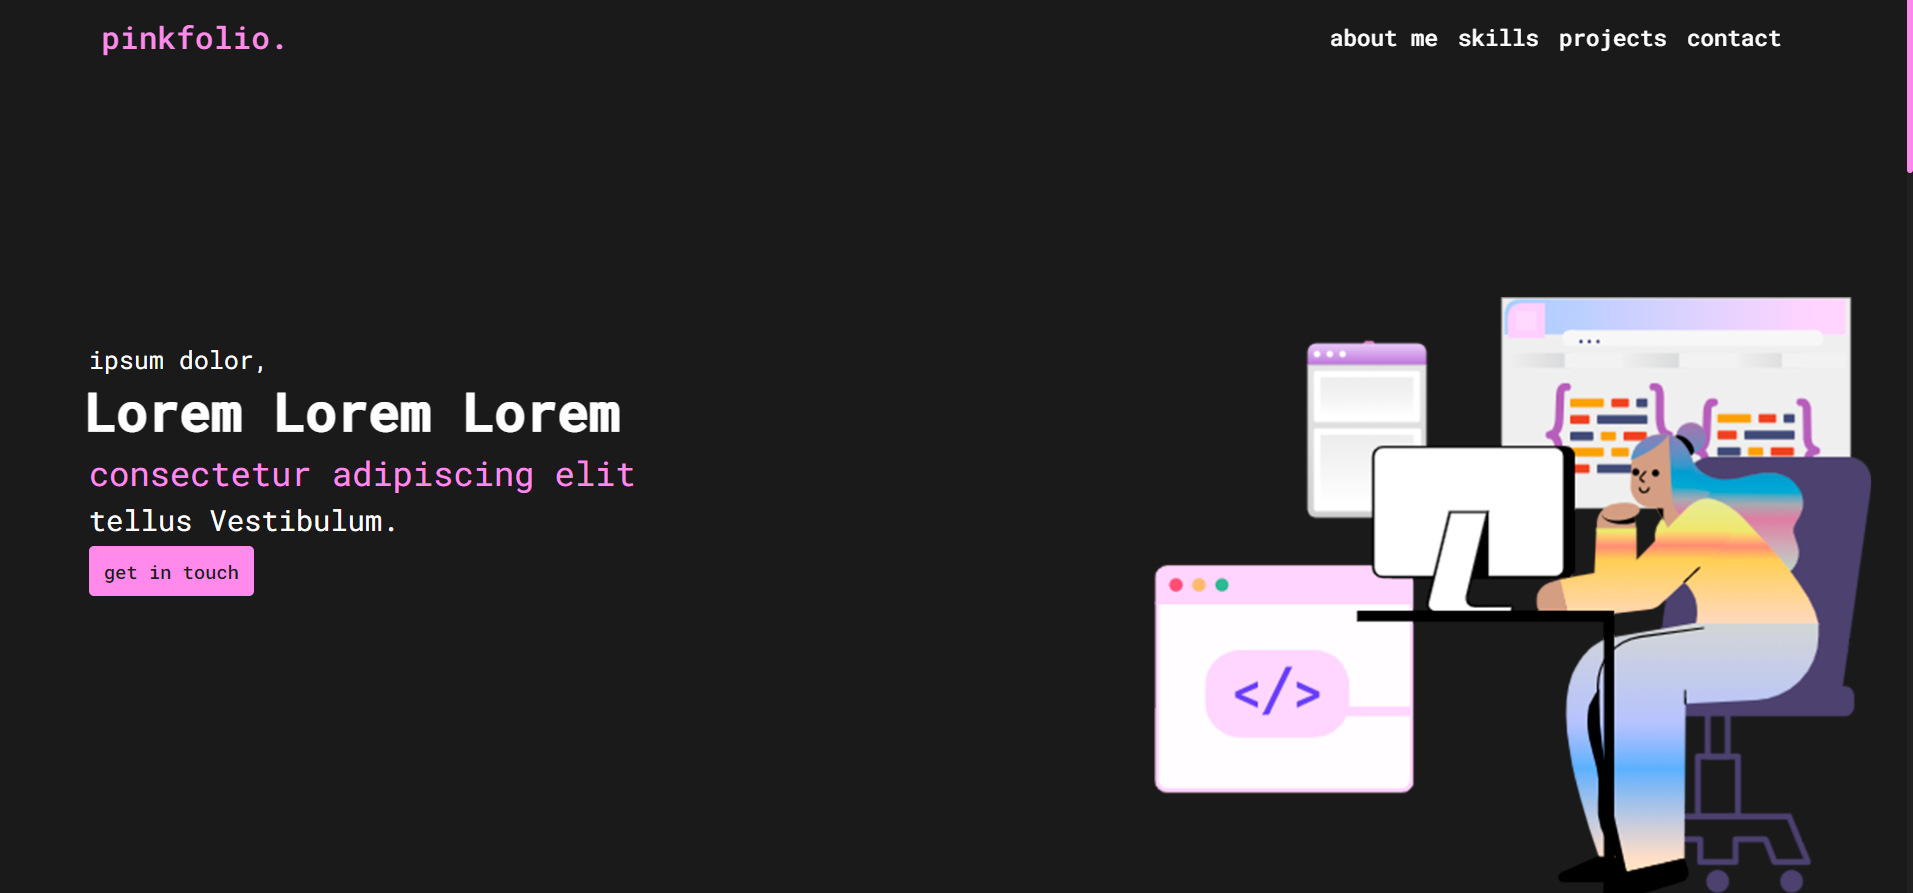 pinkfolio.
about me skills projects contact
ipsum dolor,
Lorem Lorem Lorem
consectetur adipiscing elit
tellus Vestibulum.
get in touch
</>